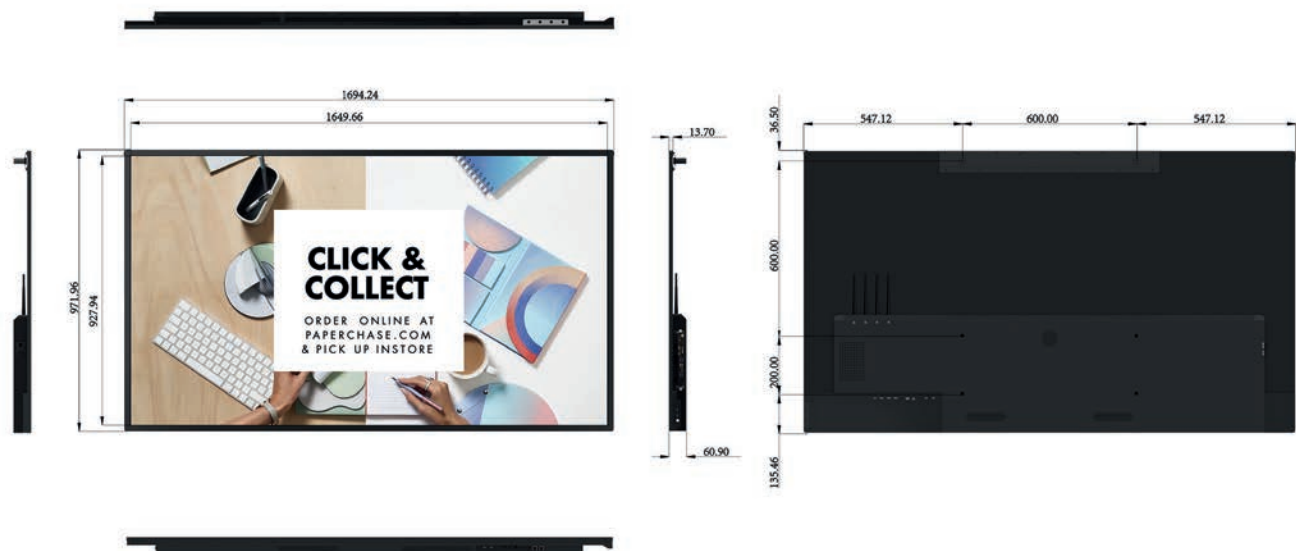 1694.24
1649.66
971.96
927.94
CLICK &
COLLECT
ORDER ONLINE AT
PAPERCHASE.COM
& PICK UP INSTORE
13.70
60.90
36.50
547.12
600.00
547.12
600.00
200.00
135.46